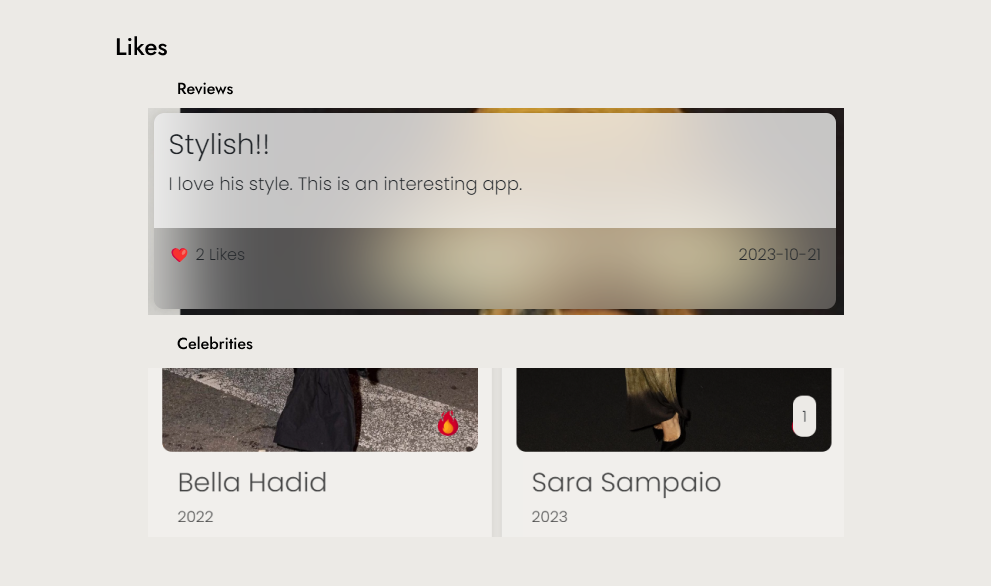 Likes
Reviews
Stylish!!
I love his style. This is an interesting app.
2 Likes
2023-10-21
Celebrities
1
Bella Hadid
Sara Sampaio
2022
2023